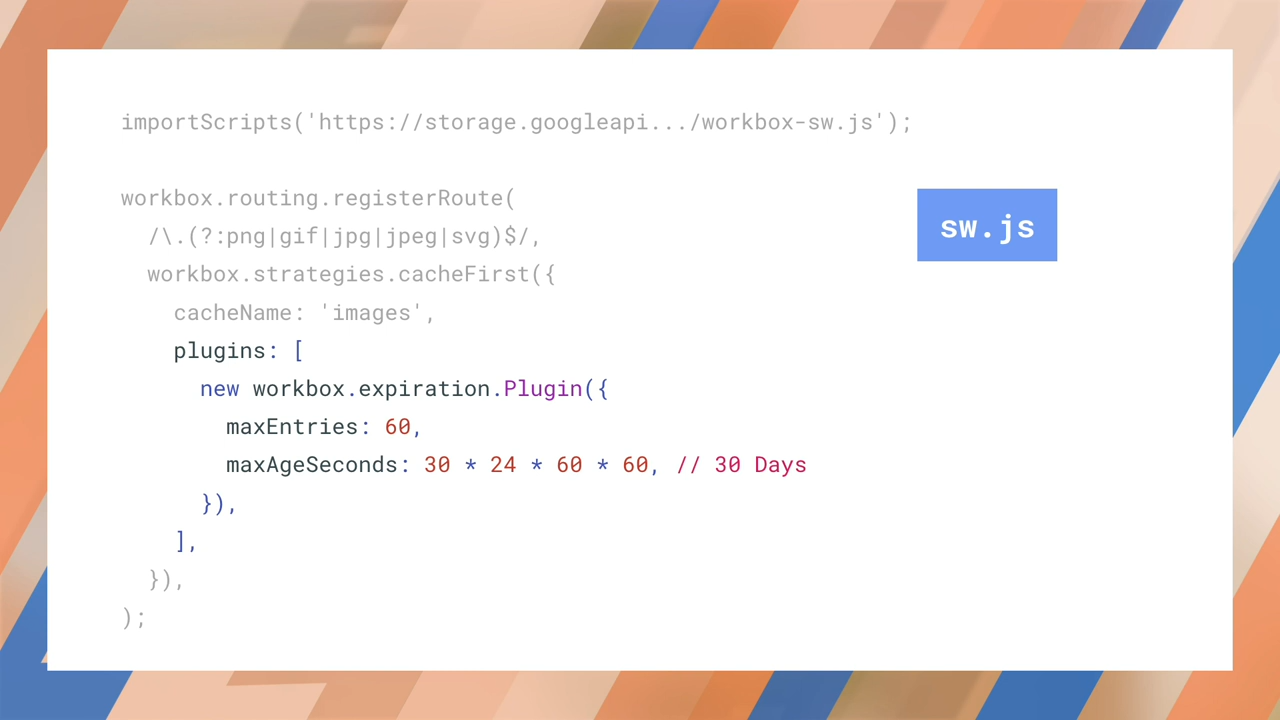 importScripts('https://storage.googleapi.../workbox-sw.js');
workbox.routing.registerRoute(
/\.(?:png|gif|jpg|jpeg|svg)$/,
workbox.strategies.cacheFirst({
cacheName: 'images',
plugins: [
new workbox.expiration.Plugin({
maxEntries: 60,
maxAgeSeconds: 30 * 24 * 60 * 60, // 30 Days
}),
],
}),
);
sw.js